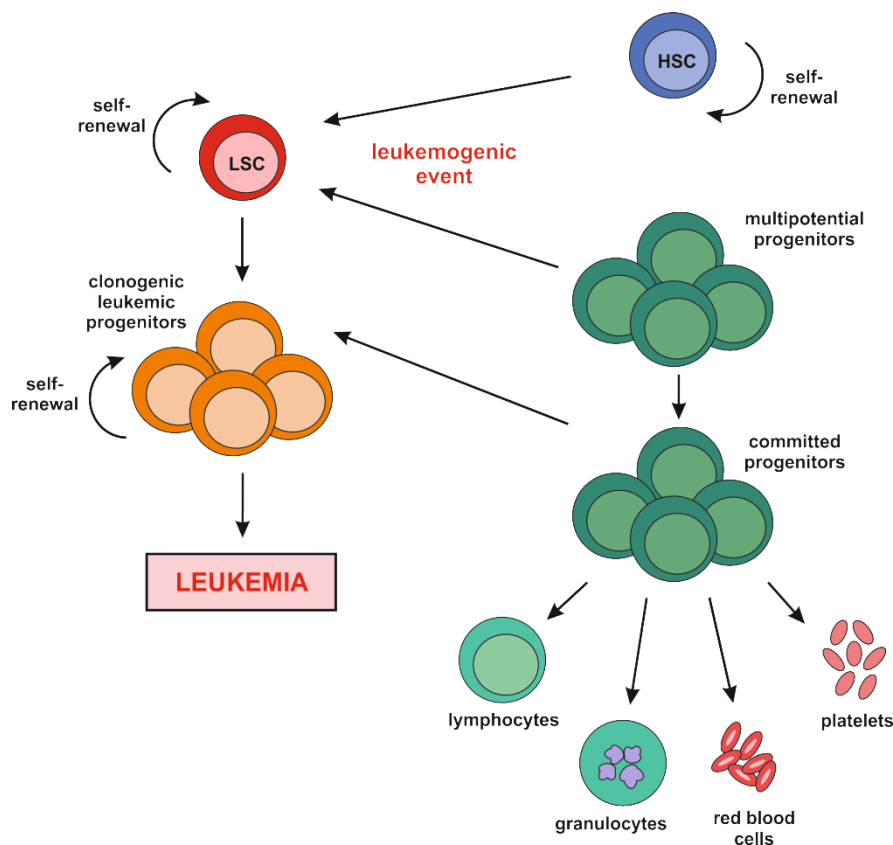 HSC
self-
renewal
self-
renewal
LSC
leukemogenic
event
multipotential
progenitors
clonogenic
leukemic
progenitors
self-
renewal
committed
progenitors
LEUKEMIA
lymphocytes
platelets
granulocytes
red blood
cells